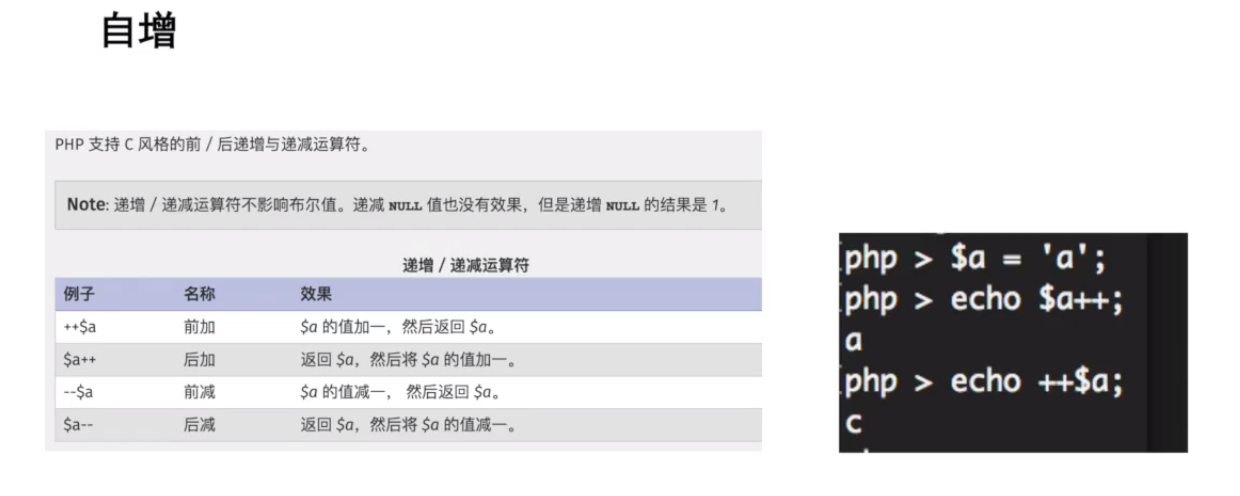 自增
PHP 支持 C 风格的前 / 后递增与递减运算符。
Note: 递增 / 递减运算符不影响布尔值。递减 NULL 值也没有效果，但是递增 NULL 的结果是 1。
递增 / 递减运算符
例子 名称 效果
++$a 前加 $a 的值加一，然后返回 $a。
$a++ 后加 返回 $a，然后将 $a 的值加一。
--$a 前减 $a 的值减一， 然后返回 $a。
$a-- 后减 返回 $a，然后将 $a 的值减一。
php > $a = 'a';
php > echo $a++;
a
php > echo ++$a;
c